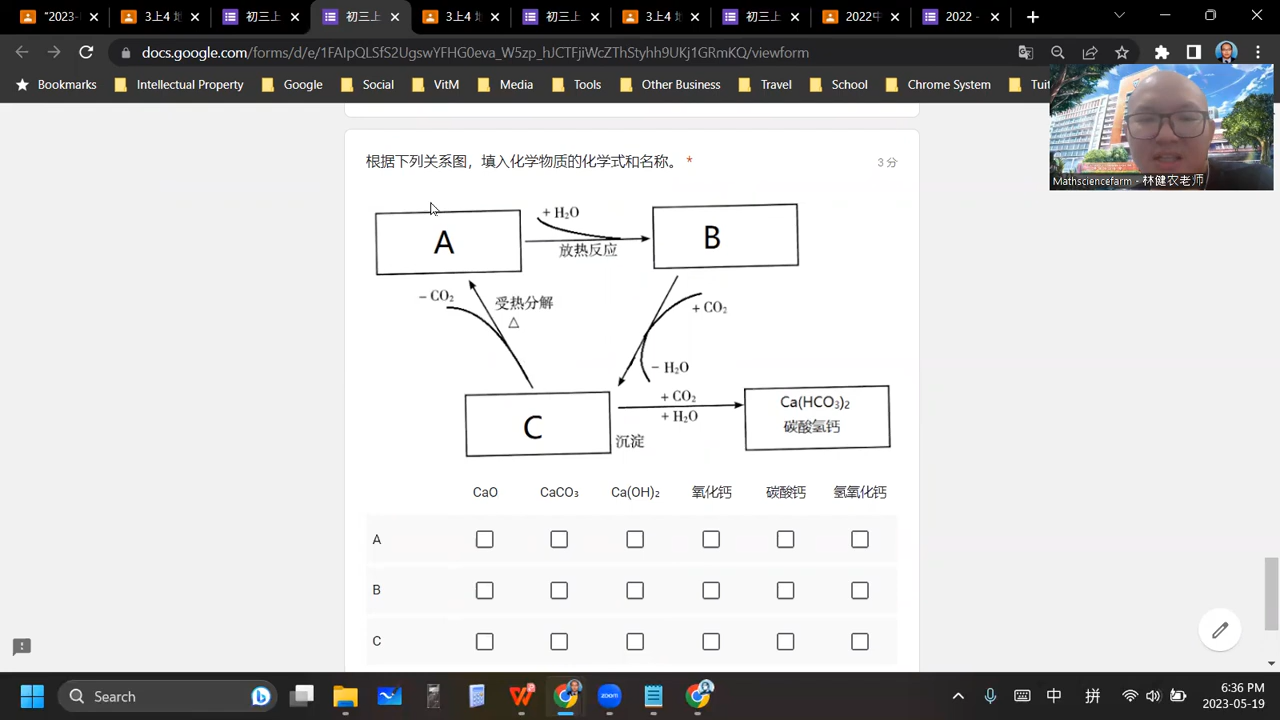 "2023-
3上4 均
初三上
初三上
3上4 均
初三上
3上4 均
初三上
2022中
2022 -
docs.google.com/forms/d/e/1FAIpQLSfS2UgswYFHG0eva_W5zp_hJCTFjiWcZThStyhh9UKj1GRmKQ/viewform
Bookmarks
Intellectual Property
Google
Social
VitM
Media
Tools
Other Business
Travel
School
Chrome System
Tuit
Mathsciencefarm - 林健农老师
根据下列关系图，填入化学物质的化学式和名称。 *
3 分
A
+ H₂O
放热反应
B
− CO₂
受热分解
△
+ CO₂
− H₂O
C
沉淀
+ CO₂
+ H₂O
Ca(HCO₃)₂
碳酸氢钙
CaO CaCO₃ Ca(OH)₂ 氧化钙 碳酸钙 氢氧化钙
A
B
C
Search
zoom
中
拼
6:36 PM
2023-05-19